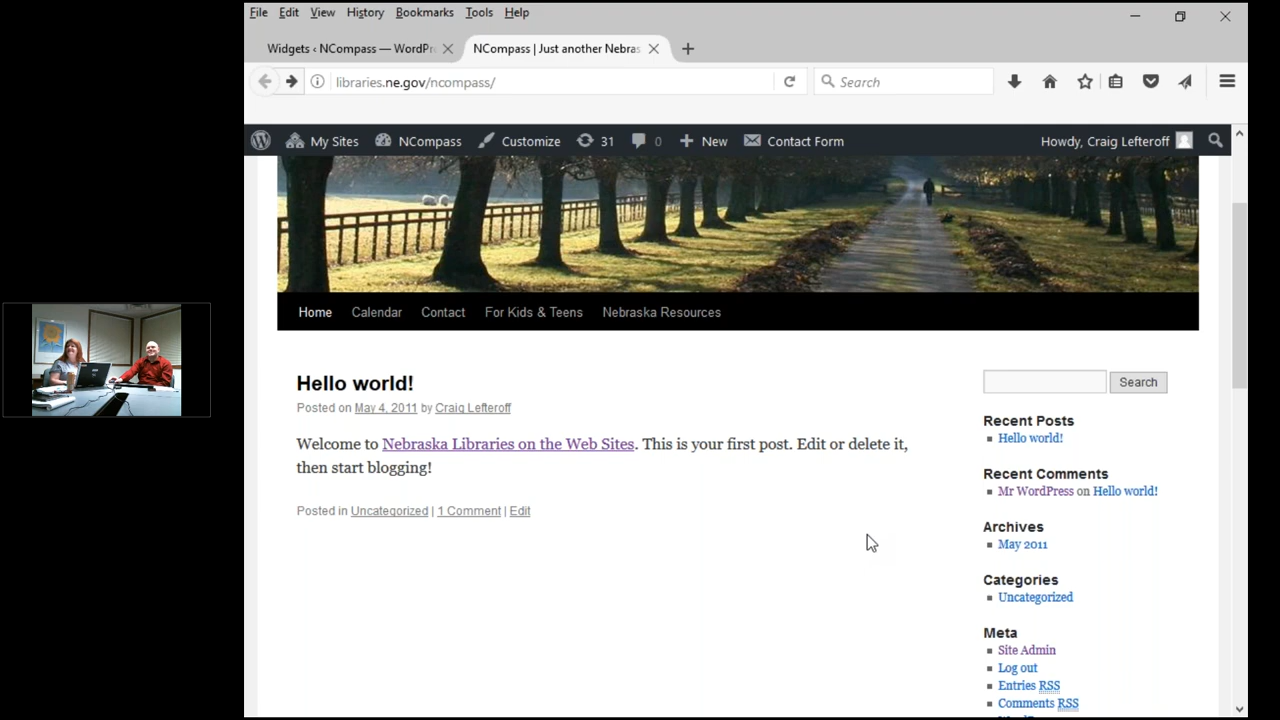 File Edit View History Bookmarks Tools Help
Widgets ‹ NCompass — WordPr
NCompass | Just another Nebras
libraries.ne.gov/ncompass/
Search
My Sites NCompass Customize 31 0 New Contact Form Howdy, Craig Lefteroff
Home Calendar Contact For Kids & Teens Nebraska Resources
Hello world!
Posted on May 4, 2011 by Craig Lefteroff
Welcome to Nebraska Libraries on the Web Sites. This is your first post. Edit or delete it,
then start blogging!
Posted in Uncategorized | 1 Comment | Edit
Search
Recent Posts
Hello world!
Recent Comments
Mr WordPress on Hello world!
Archives
May 2011
Categories
Uncategorized
Meta
Site Admin
Log out
Entries RSS
Comments RSS